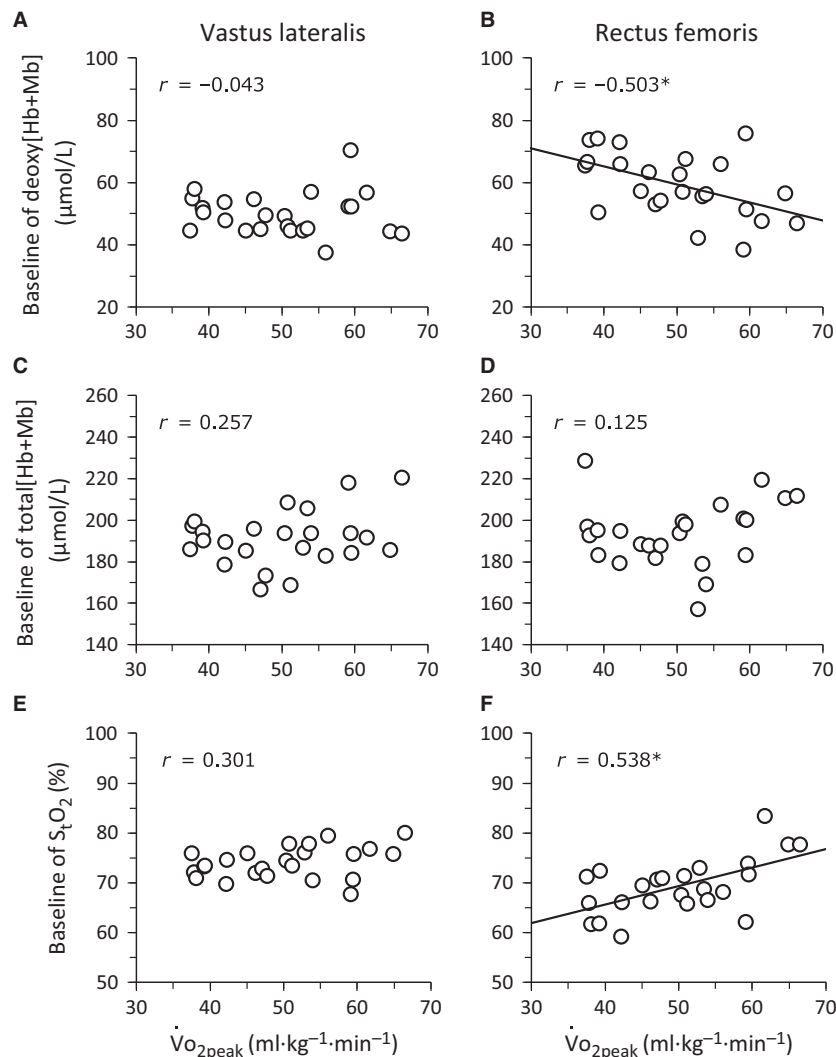 A Vastus lateralis B Rectus femoris
100 100
r = −0.043 r = −0.503*
80 80
60 60
40 40
20 20
30 40 50 60 70 30 40 50 60 70
Baseline of deoxy[Hb+Mb]
(μmol/L)
C D
260 260
r = 0.257 r = 0.125
240 240
220 220
200 200
180 180
160 160
140 140
30 40 50 60 70 30 40 50 60 70
Baseline of total[Hb+Mb]
(μmol/L)
E F
100 100
r = 0.301 r = 0.538*
90 90
80 80
70 70
60 60
50 50
30 40 50 60 70 30 40 50 60 70
Baseline of StO2 (%)
V̇o2peak (ml·kg−1·min−1) V̇o2peak (ml·kg−1·min−1)